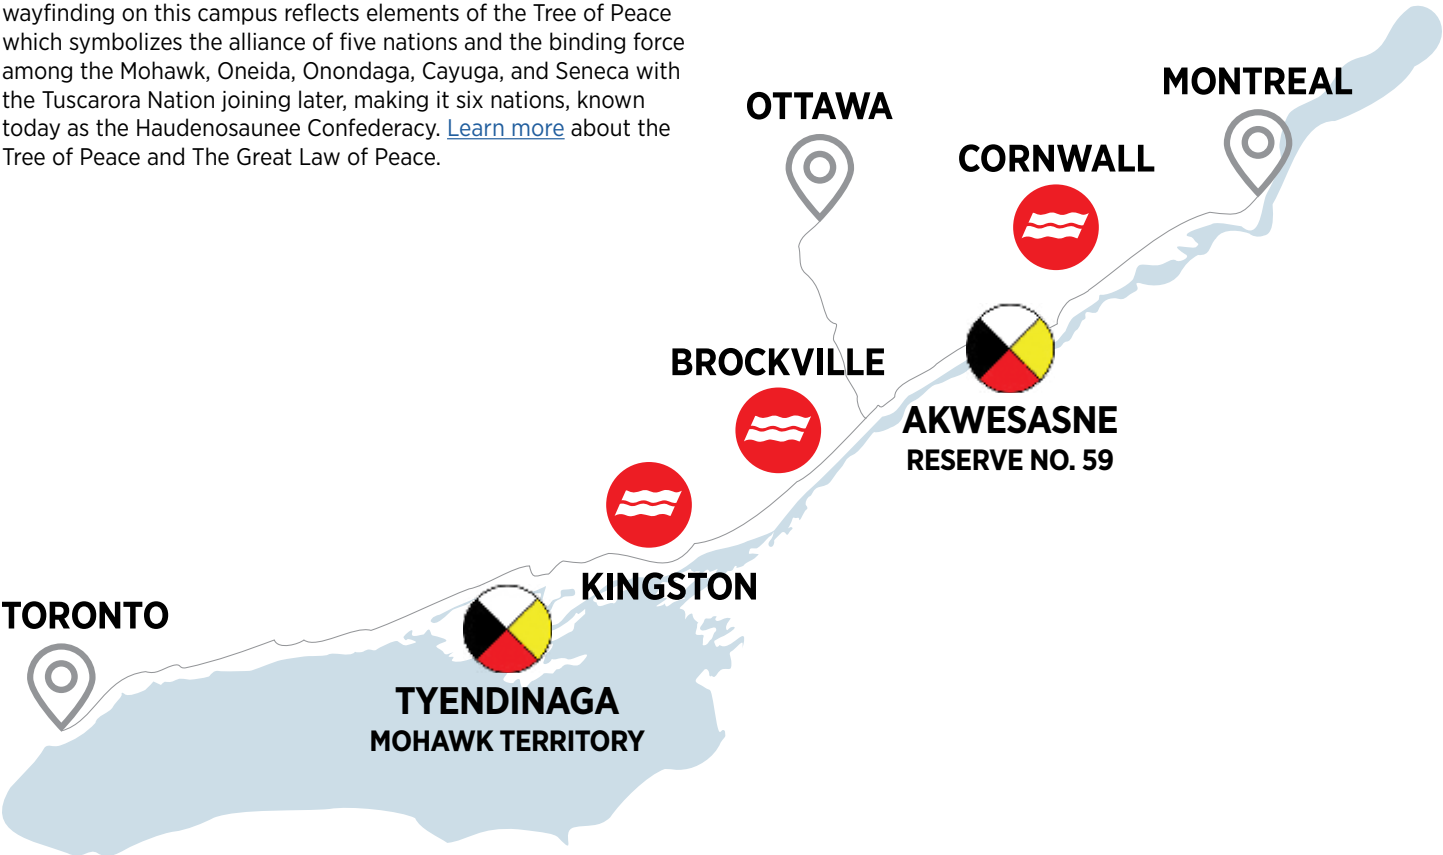 wayfinding on this campus reflects elements of the Tree of Peace
which symbolizes the alliance of five nations and the binding force
among the Mohawk, Oneida, Onondaga, Cayuga, and Seneca with
the Tuscarora Nation joining later, making it six nations, known
today as the Haudenosaunee Confederacy. Learn more about the
Tree of Peace and The Great Law of Peace.
MONTREAL
OTTAWA
CORNWALL
BROCKVILLE
AKWESASNE
RESERVE NO. 59
KINGSTON
TORONTO
TYENDINAGA
MOHAWK TERRITORY